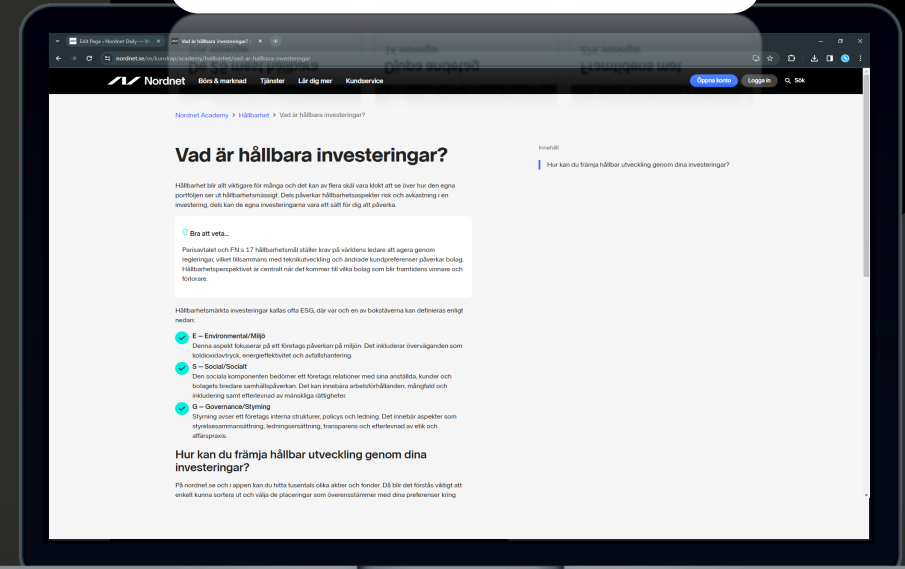 Edit Page - Nordnet Daily — W
Vad är hållbara investeringar? |
nordnet.se/se/kunskap/academy/hallbarhet/vad-ar-hallbara-investeringar
De 25 mest hållbara
Djupa andetag
Framtidens mat
Nordnet Börs & marknad Tjänster Lär dig mer Kundservice Öppna konto Logga in Sök
Nordnet Academy > Hållbarhet > Vad är hållbara investeringar?
Vad är hållbara investeringar?
Innehåll
Hur kan du främja hållbar utveckling genom dina investeringar?
Hållbarhet blir allt viktigare för många och det kan av flera skäl vara klokt att se över hur den egna
portföljen ser ut hållbarhetsmässigt. Dels påverkar hållbarhetsaspekter risk och avkastning i en
investering, dels kan de egna investeringarna vara ett sätt för dig att påverka.
Bra att veta...
Parisavtalet och FN:s 17 hållbarhetsmål ställer krav på världens ledare att agera genom
regleringar, vilket tillsammans med teknikutveckling och ändrade kundpreferenser påverkar bolag.
Hållbarhetsperspektivet är centralt när det kommer till vilka bolag som blir framtidens vinnare och
förlorare.
Hållbarhetsmärkta investeringar kallas ofta ESG, där var och en av bokstäverna kan definieras enligt
nedan:
E – Environmental/Miljö
Denna aspekt fokuserar på ett företags påverkan på miljön. Det inkluderar överväganden som
koldioxidavtryck, energieffektivitet och avfallshantering.
S – Social/Socialt
Den sociala komponenten bedömer ett företags relationer med sina anställda, kunder och
bolagets bredare samhällspåverkan. Det kan innebära arbetsförhållanden, mångfald och
inkludering samt efterlevnad av mänskliga rättigheter.
G – Governance/Styrning
Styrning avser ett företags interna strukturer, policys och ledning. Det innebär aspekter som
styrelsesammansättning, ledningsersättning, transparens och efterlevnad av etik och
affärspraxis.
Hur kan du främja hållbar utveckling genom dina
investeringar?
På nordnet.se och i appen kan du hitta tusentals olika aktier och fonder. Då blir det förstås viktigt att
enkelt kunna sortera ut och välja de placeringar som överensstämmer med dina preferenser kring